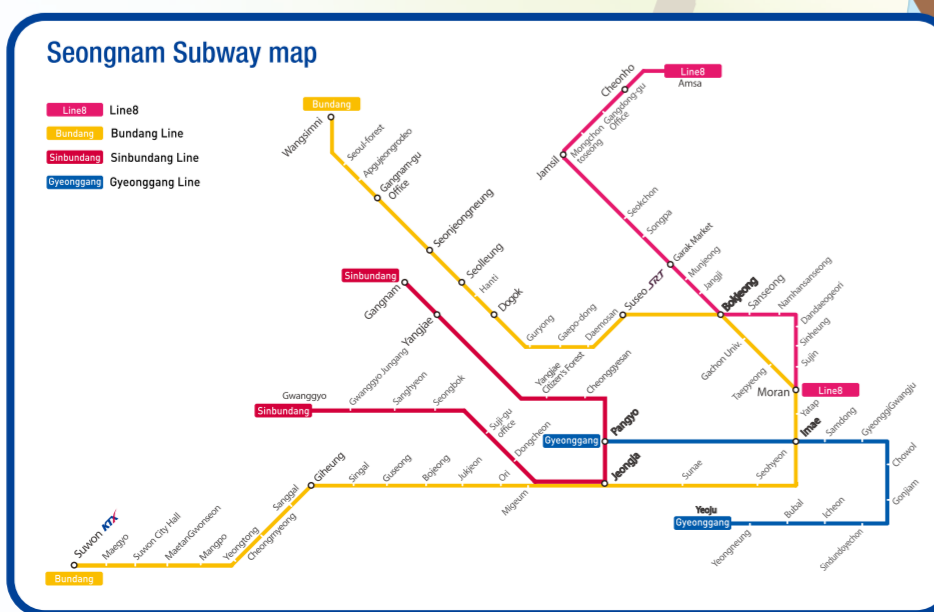 Seongnam Subway map
Line8 Line8
Bundang Bundang Line
Sinbundang Sinbundang Line
Gyeonggang Gyeonggang Line
Bundang
Wangsimni
Seoul-forest
Apgujeongrodeo
Gangnam-gu
Office
Seonjeongneung
Seolleung
Hanti
Dogok
Guryong
Gaepo-dong
Daemosan
Suseo SRT
Line8
Amsa
Cheonho
Gangdong-gu
Office
Mongchon
toseong
Jamsil
Seokchon
Songpa
Garak Market
Munjeong
Jangji
Bokjeong
Sanseong
Namhansanseong
Dandaeogeori
Sinheung
Sujin
Gachon Univ.
Taepyeong
Moran
Line8
Yatap
Sinbundang
Gangnam
Yangjae
Yangjae
Citizen's Forest
Cheonggyesan
Gwanggyo
Sinbundang
Gwanggyo Jungang
Sanghyeon
Seongbok
Suji-gu
office
Dongcheon
Gyeonggang
Pangyo
Imae
Samdong
GyeonggiGwangju
Chowol
Gonjiam
Sindundoyechon
Icheon
Bubal
Yeongneung
Yeoju
Gyeonggang
Jeongja
Sunae
Seohyeon
Migeum
Ori
Jukjeon
Bojeong
Guseong
Singal
Giheung
Sanggal
Cheongmyeong
Yeongtong
Mangpo
MaetanGwonseon
Suwon City Hall
Maegyo
Suwon KTX
Bundang